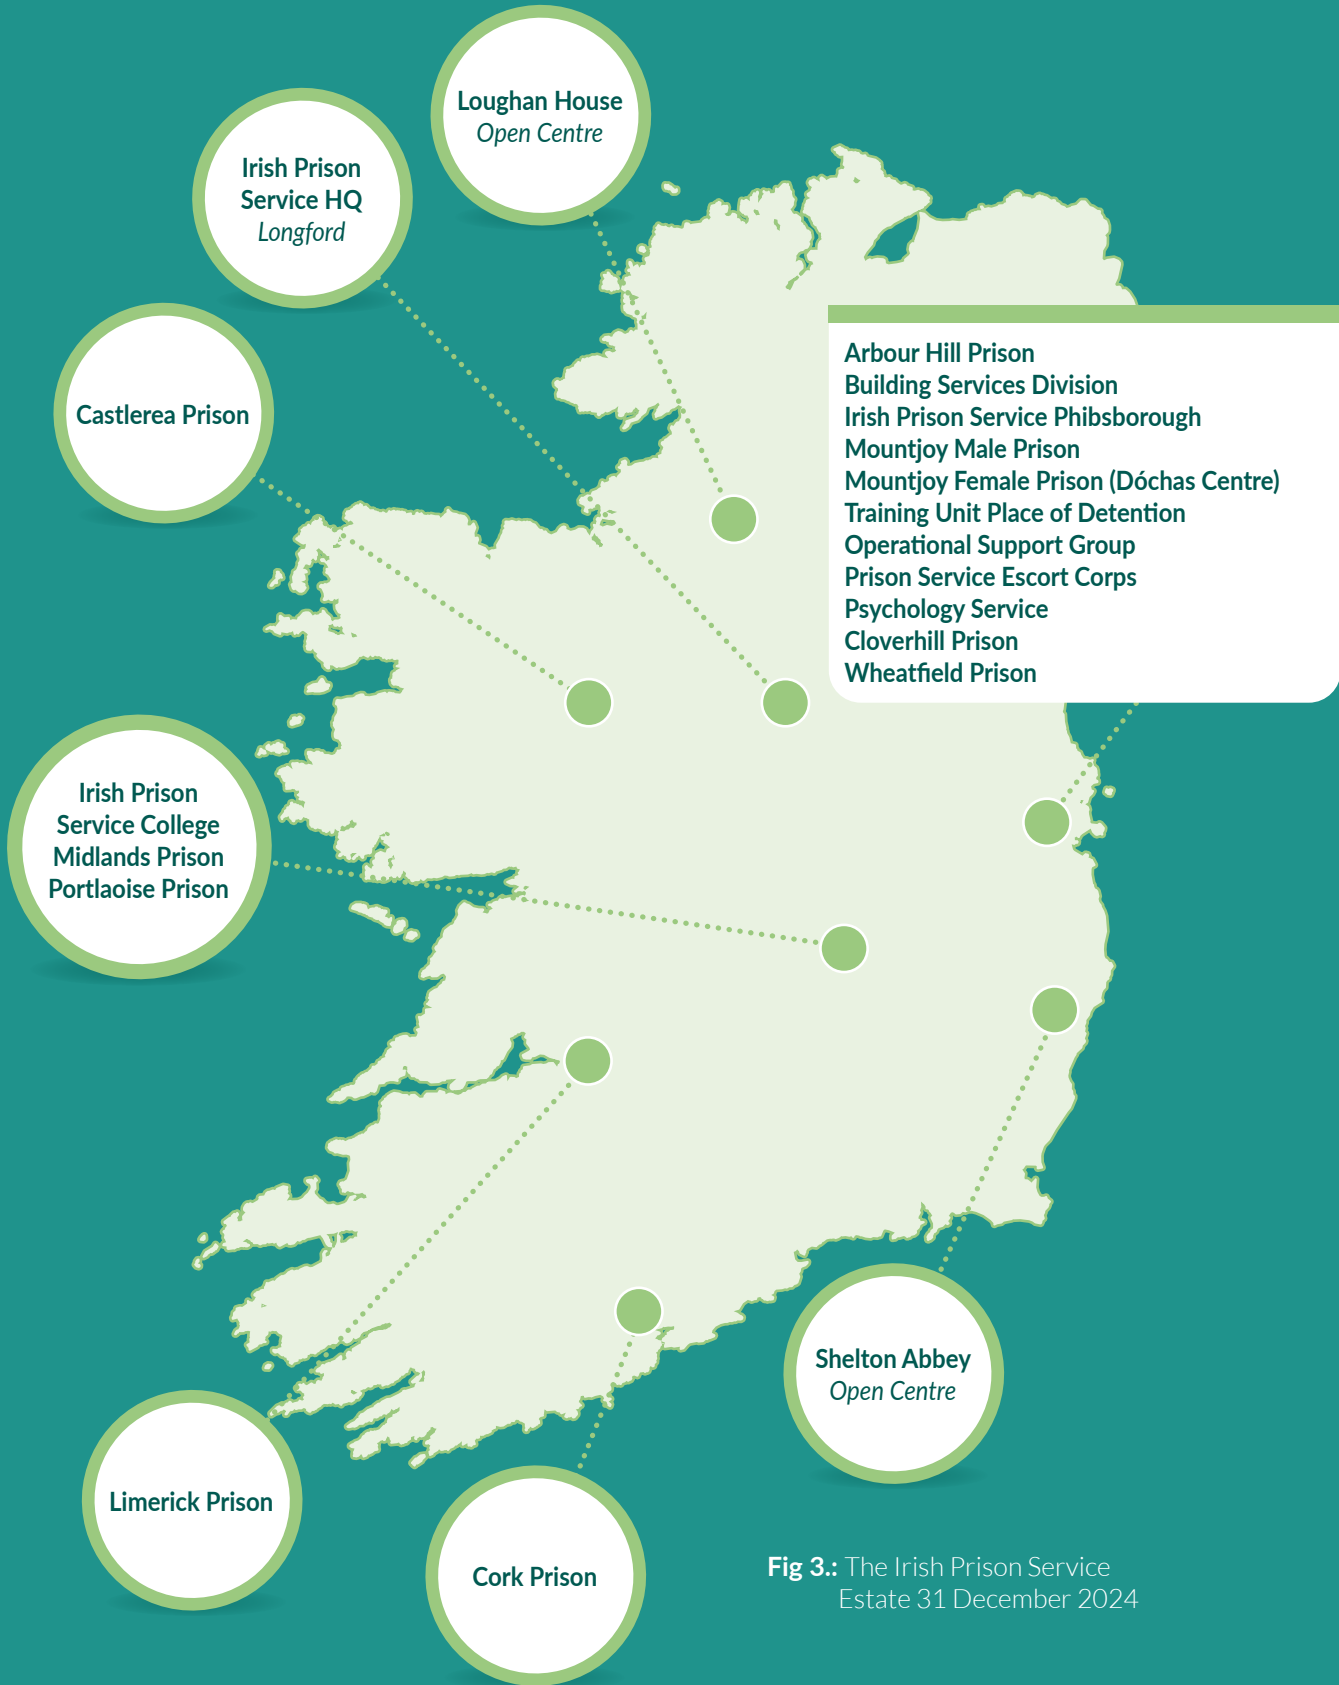 Loughan House
Open Centre
Irish Prison
Service HQ
Longford
Castlerea Prison
Arbour Hill Prison
Building Services Division
Irish Prison Service Phibsborough
Mountjoy Male Prison
Mountjoy Female Prison (Dóchas Centre)
Training Unit Place of Detention
Operational Support Group
Prison Service Escort Corps
Psychology Service
Cloverhill Prison
Wheatfield Prison
Irish Prison
Service College
Midlands Prison
Portlaoise Prison
Shelton Abbey
Open Centre
Limerick Prison
Cork Prison
Fig 3.: The Irish Prison Service
Estate 31 December 2024